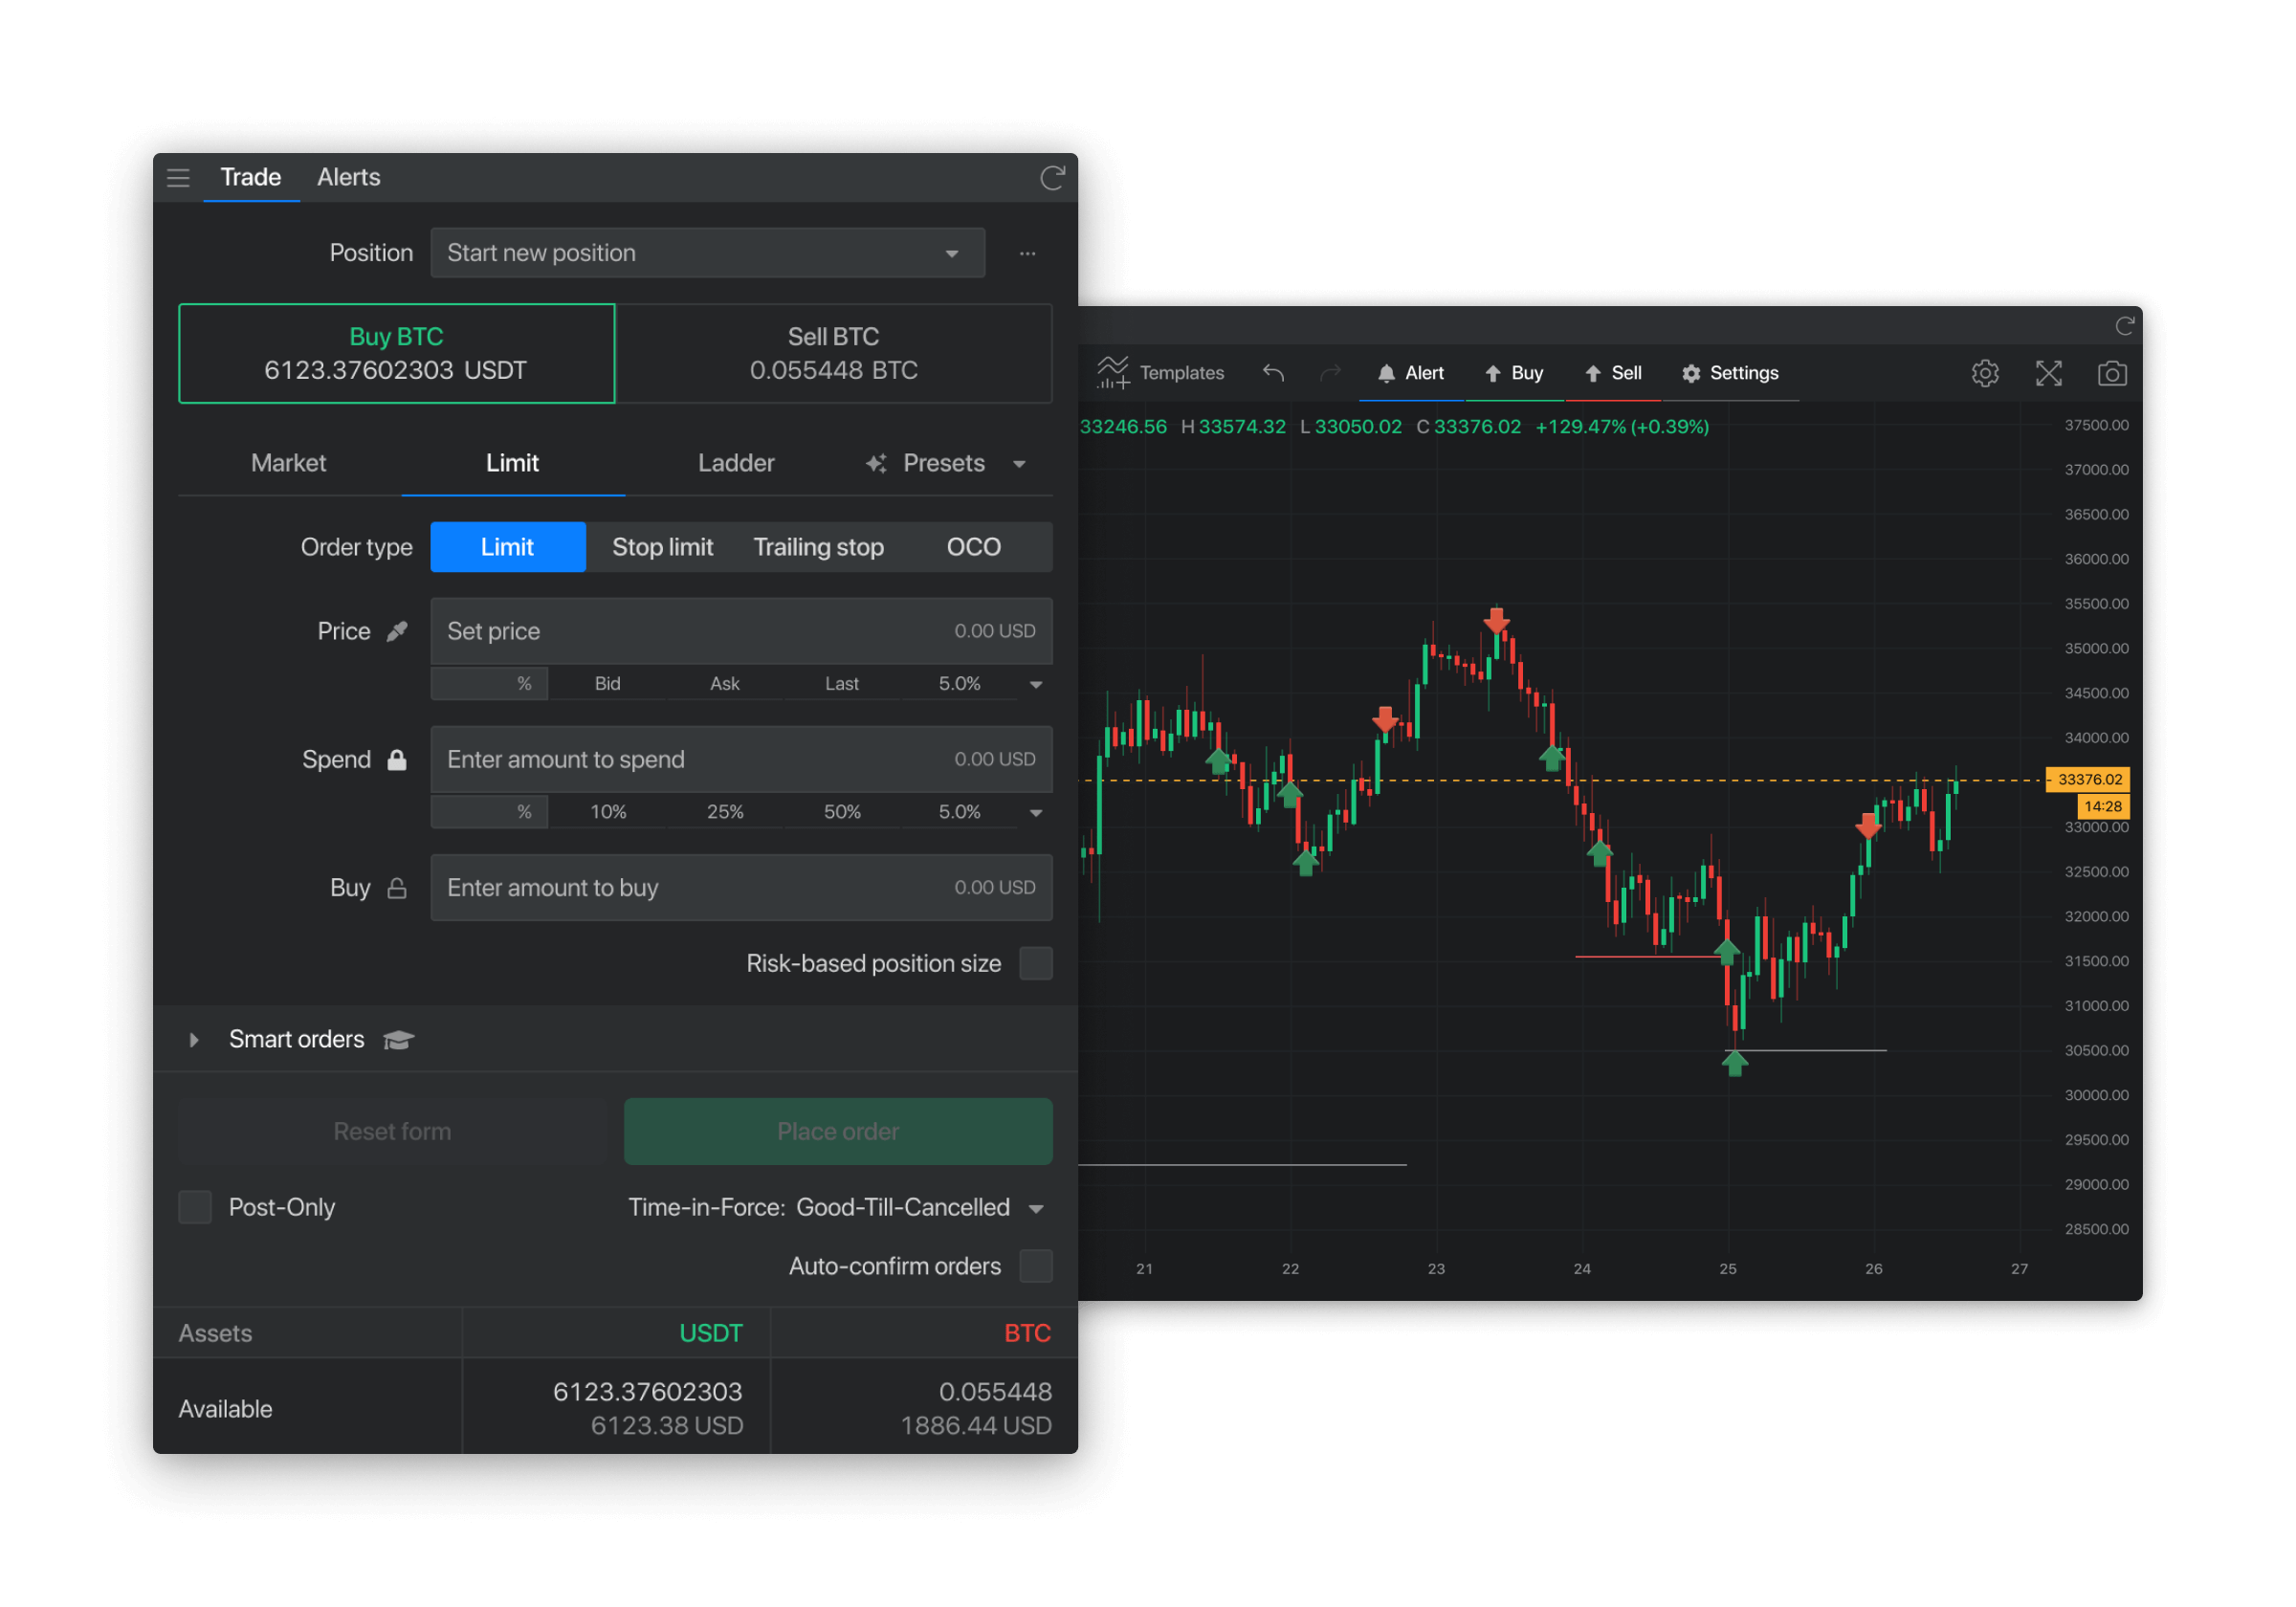 Trade Alerts
Position Start new position ...
Buy BTC
6123.37602303 USDT
Sell BTC
0.055448 BTC
Market Limit Ladder Presets
Order type Limit Stop limit Trailing stop OCO
Price Set price 0.00 USD
% Bid Ask Last 5.0%
Spend Enter amount to spend 0.00 USD
% 10% 25% 50% 5.0%
Buy Enter amount to buy 0.00 USD
Risk-based position size
Smart orders
Reset form Place order
Post-Only Time-in-Force: Good-Till-Cancelled
Auto-confirm orders
Assets USDT BTC
Available 6123.37602303 0.055448
6123.38 USD 1886.44 USD
Templates Alert Buy Sell Settings
33246.56 H33574.32 L33050.02 C33376.02 +129.47% (+0.39%)
37500.00
37000.00
36500.00
36000.00
35500.00
35000.00
34500.00
34000.00
33376.02
14:28
33000.00
32500.00
32000.00
31500.00
31000.00
30500.00
30000.00
29500.00
29000.00
28500.00
21 22 23 24 25 26 27